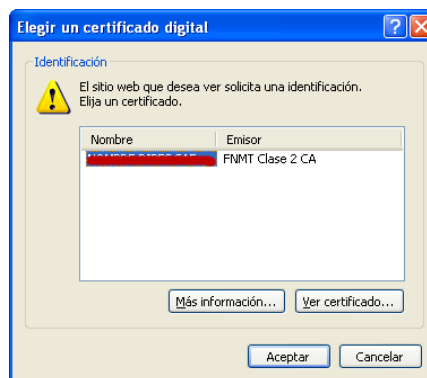 Elegir un certificado digital
Identificación
El sitio web que desea ver solicita una identificación.
Elija un certificado.
Nombre Emisor
FNMT Clase 2 CA
Más información... Ver certificado...
Aceptar Cancelar